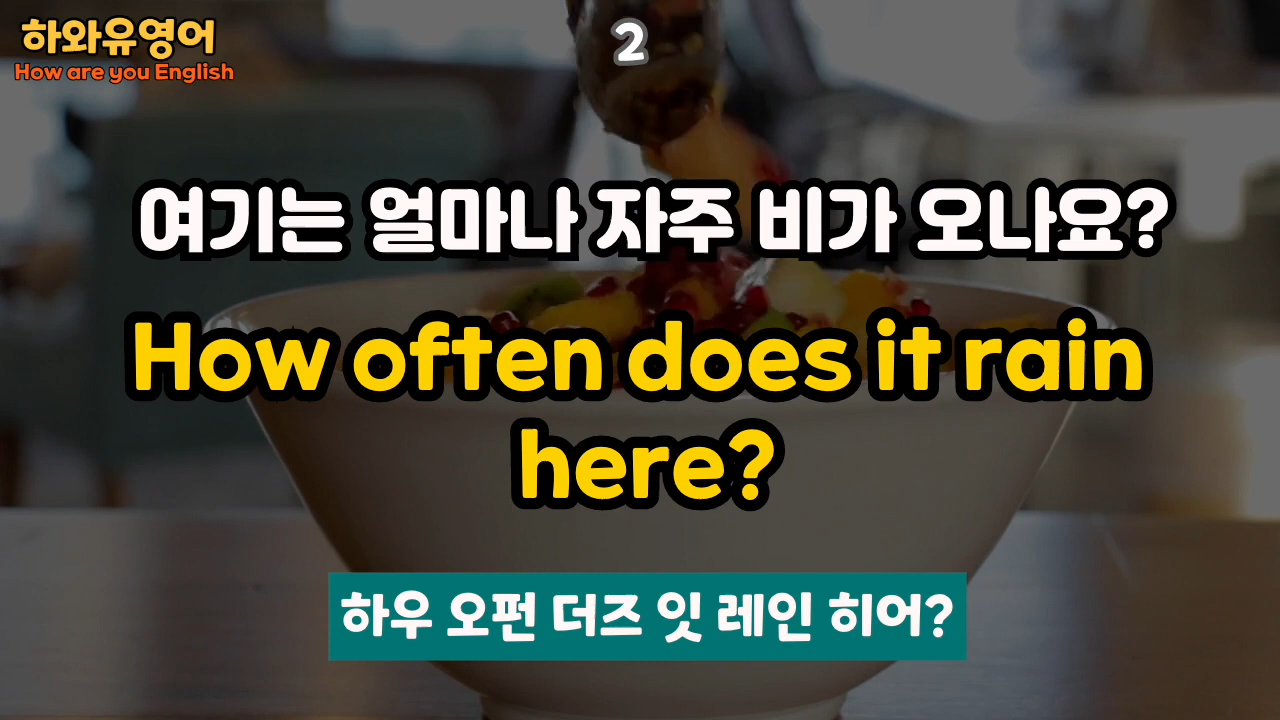 하와유영어
How are you English
2
여기는 얼마나 자주 비가 오나요?
How often does it rain
here?
하우 오펀 더즈 잇 레인 히어?